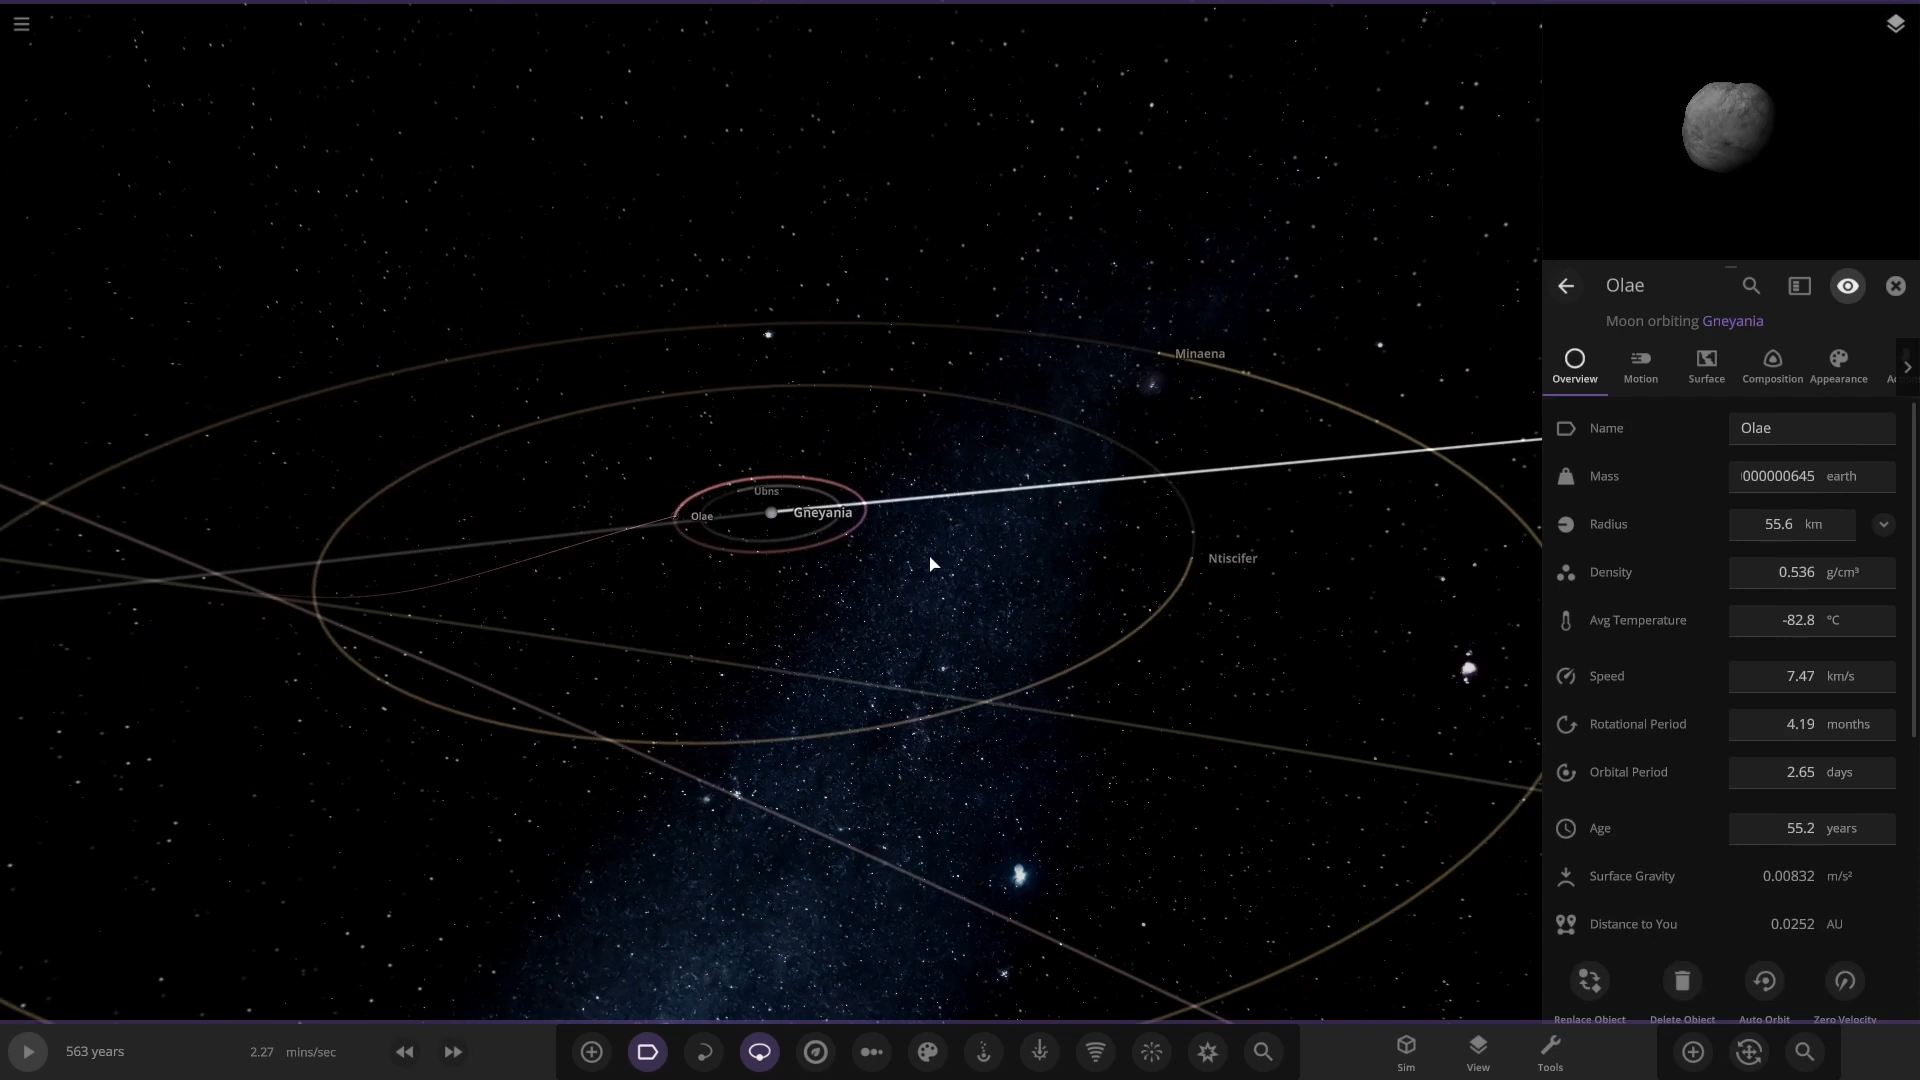 Minaena
Ubns
Olae
Gneyania
Ntiscifer
Olae
Moon orbiting Gneyania
Overview
Motion
Surface
Composition
Appearance
Name
Olae
Mass
000000645 earth
Radius
55.6 km
Density
0.536 g/cm³
Avg Temperature
-82.8 °C
Speed
7.47 km/s
Rotational Period
4.19 months
Orbital Period
2.65 days
Age
55.2 years
Surface Gravity
0.00832 m/s²
Distance to You
0.0252 AU
Replace Object
Delete Object
Auto Orbit
Zero Velocity
563 years
2.27 mins/sec
Sim
View
Tools